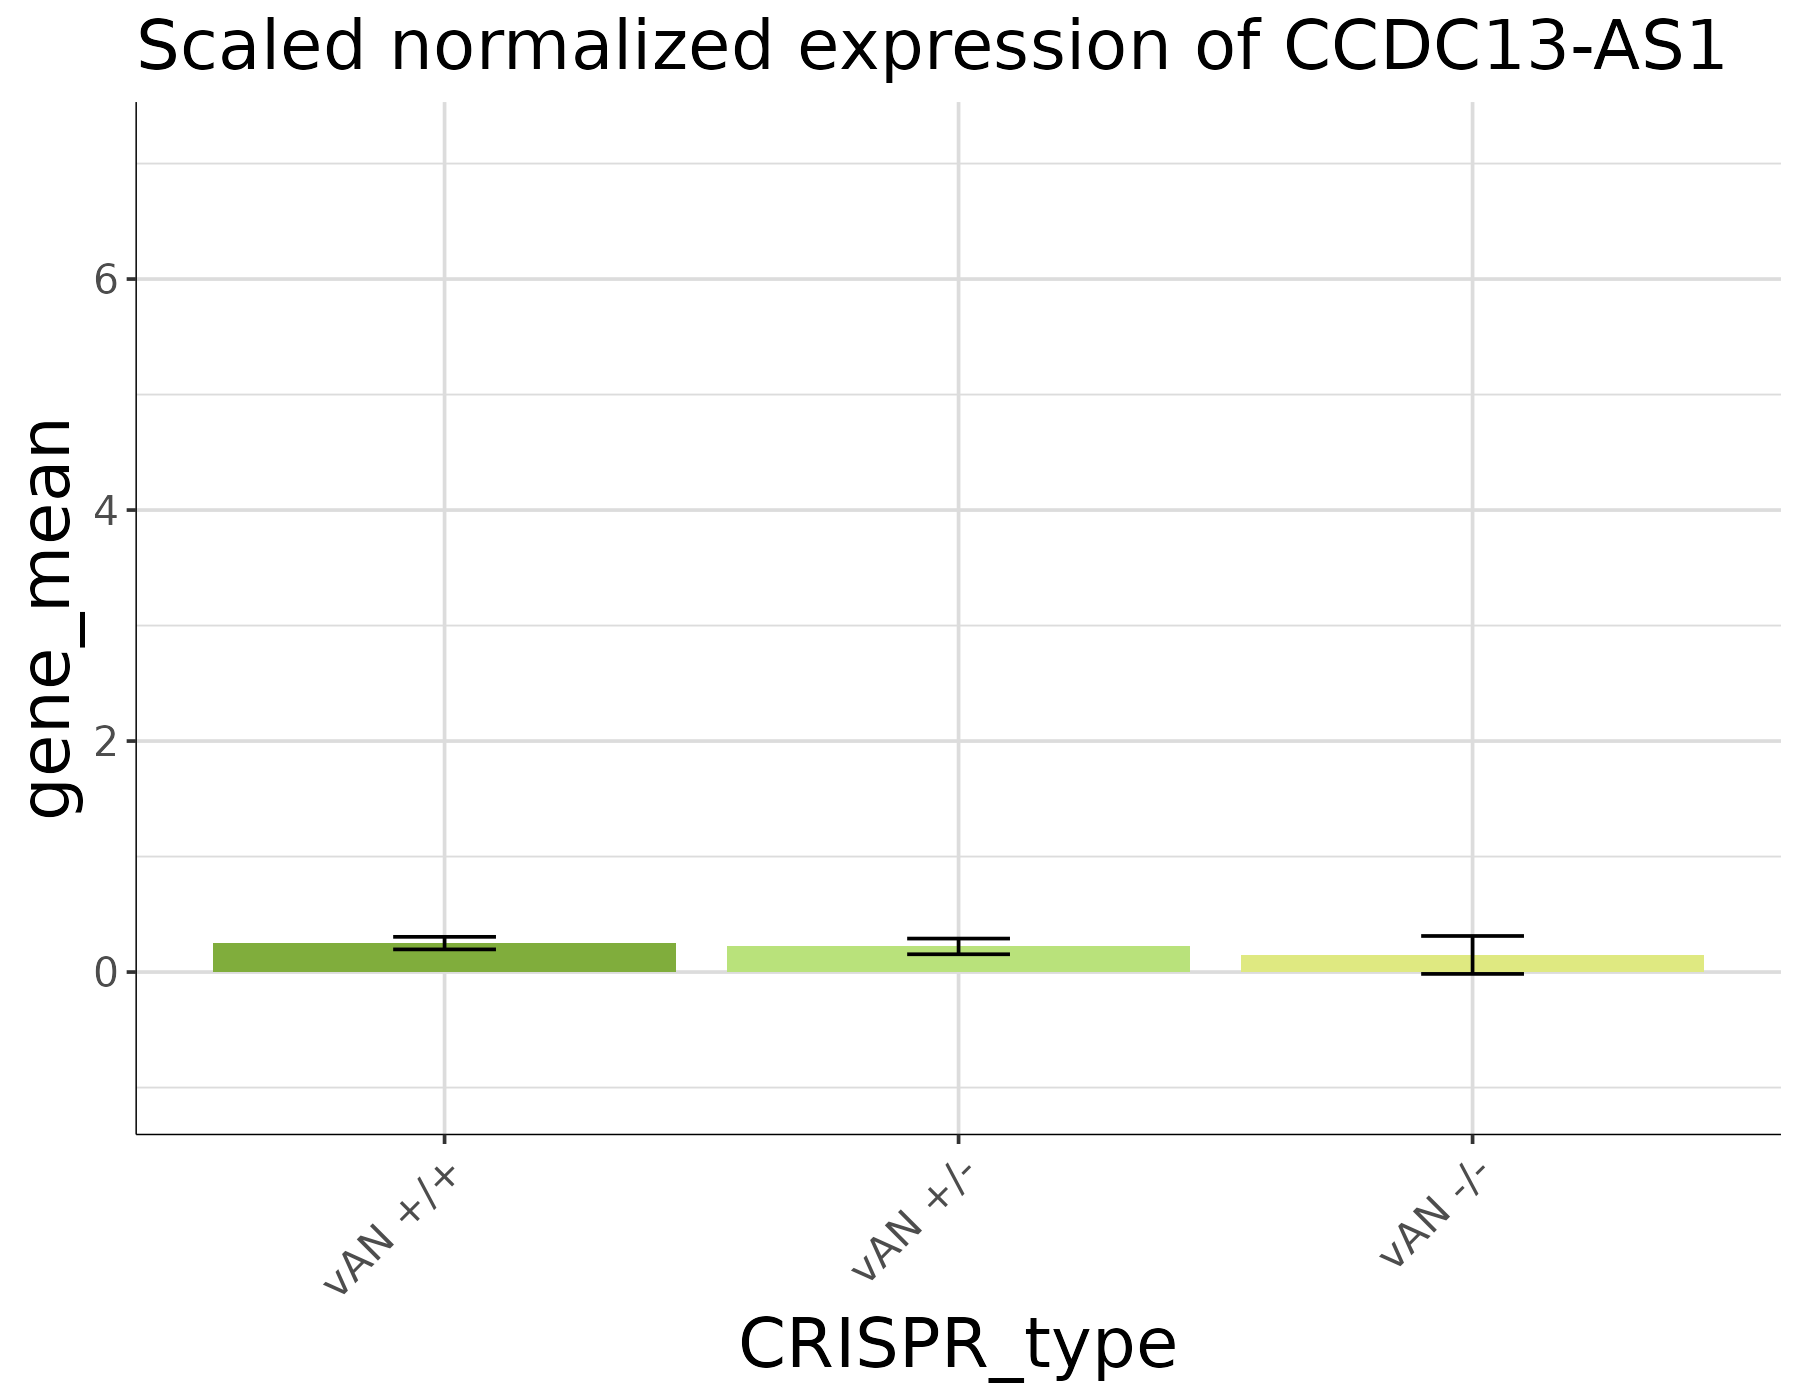 Scaled normalized expression of CCDC13-AS1
gene_mean
6
4
2
0
vAN +/+
vAN +/-
vAN -/-
CRISPR_type